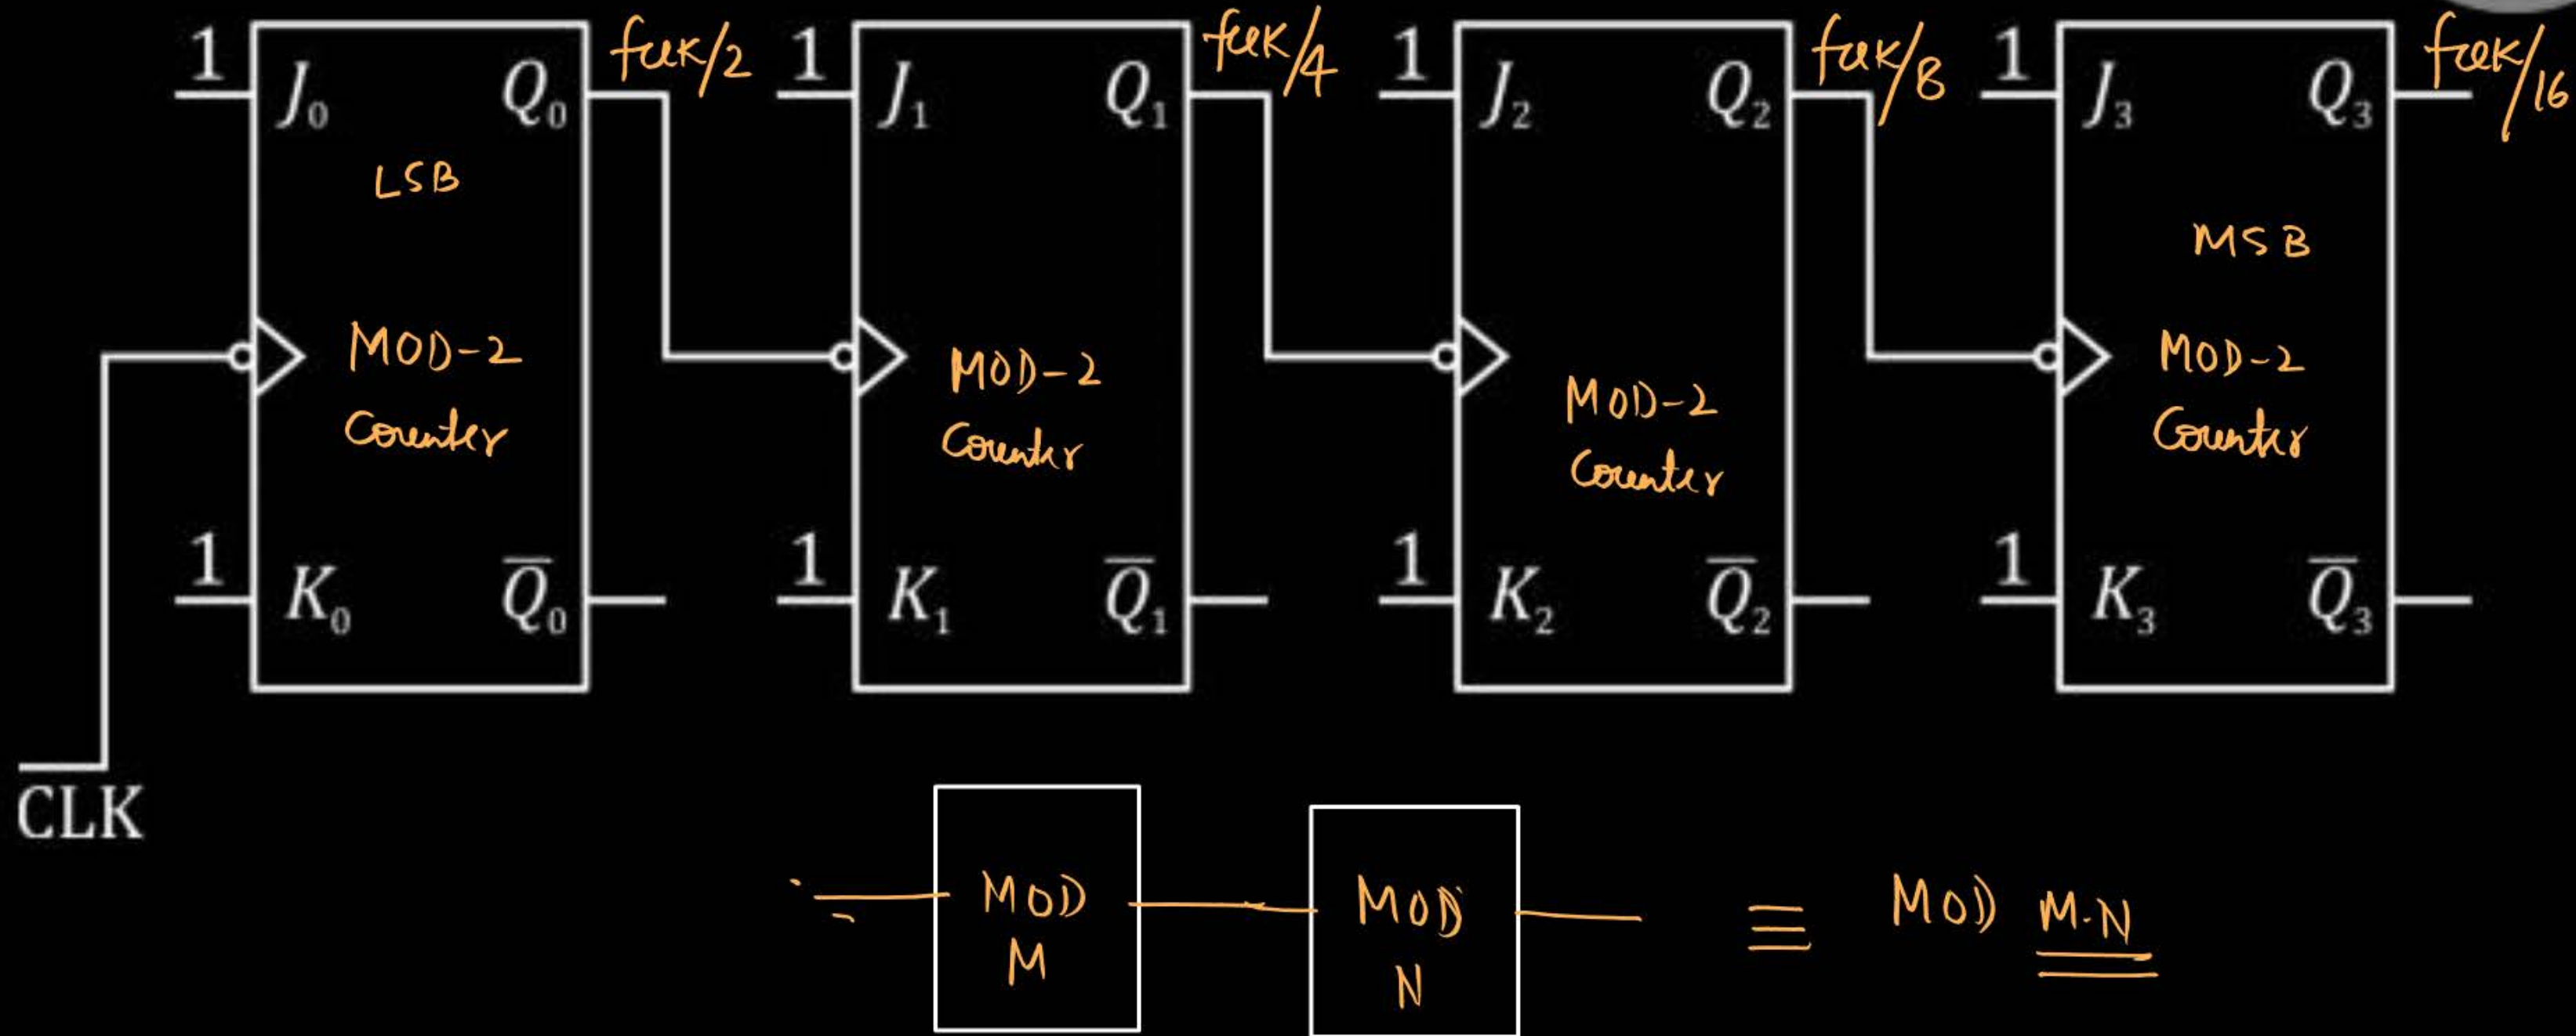 1 J₀ Q₀ fclk/2 1 J₁ Q₁ fclk/4 1 J₂ Q₂ fclk/8 1 J₃ Q₃ fclk/16
LSB
MSB
MOD-2 MOD-2 MOD-2 MOD-2
Counter Counter Counter Counter
1 K₀ Q̅₀ 1 K₁ Q̅₁ 1 K₂ Q̅₂ 1 K₃ Q̅₃
CLK
MOD MOD ≡ MOD M.N
M N